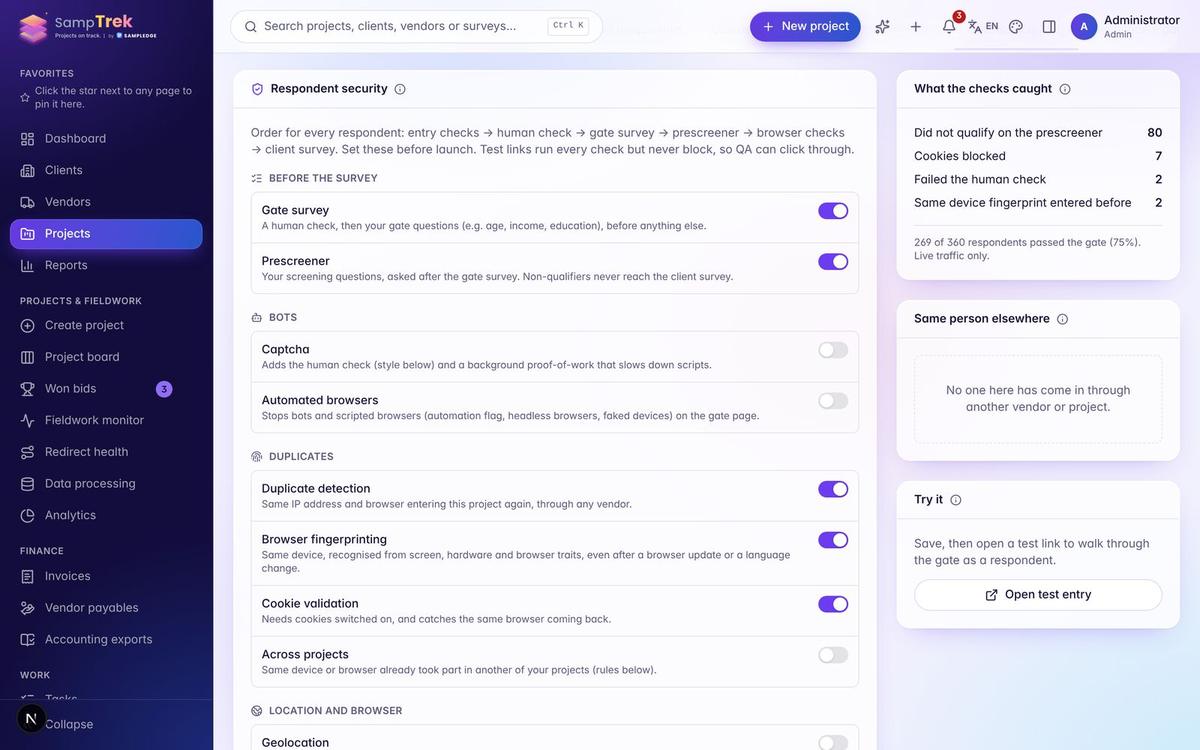 SampTrek
Projects on track. | by SAMPLEDGE
Search projects, clients, vendors or surveys...
Ctrl K
New project
3
EN
A
Administrator
Admin
FAVORITES
Click the star next to any page to
pin it here.
Dashboard
Clients
Vendors
Projects
Reports
PROJECTS & FIELDWORK
Create project
Project board
Won bids
3
Fieldwork monitor
Redirect health
Data processing
Analytics
FINANCE
Invoices
Vendor payables
Accounting exports
WORK
Tasks
N
Collapse
Respondent security
Order for every respondent: entry checks → human check → gate survey → prescreener → browser checks
→ client survey. Set these before launch. Test links run every check but never block, so QA can click through.
BEFORE THE SURVEY
Gate survey
A human check, then your gate questions (e.g. age, income, education), before anything else.
Prescreener
Your screening questions, asked after the gate survey. Non-qualifiers never reach the client survey.
BOTS
Captcha
Adds the human check (style below) and a background proof-of-work that slows down scripts.
Automated browsers
Stops bots and scripted browsers (automation flag, headless browsers, faked devices) on the gate page.
DUPLICATES
Duplicate detection
Same IP address and browser entering this project again, through any vendor.
Browser fingerprinting
Same device, recognised from screen, hardware and browser traits, even after a browser update or a language
change.
Cookie validation
Needs cookies switched on, and catches the same browser coming back.
Across projects
Same device or browser already took part in another of your projects (rules below).
LOCATION AND BROWSER
Geolocation
What the checks caught
Did not qualify on the prescreener 80
Cookies blocked 7
Failed the human check 2
Same device fingerprint entered before 2
269 of 360 respondents passed the gate (75%).
Live traffic only.
Same person elsewhere
No one here has come in through
another vendor or project.
Try it
Save, then open a test link to walk through
the gate as a respondent.
Open test entry